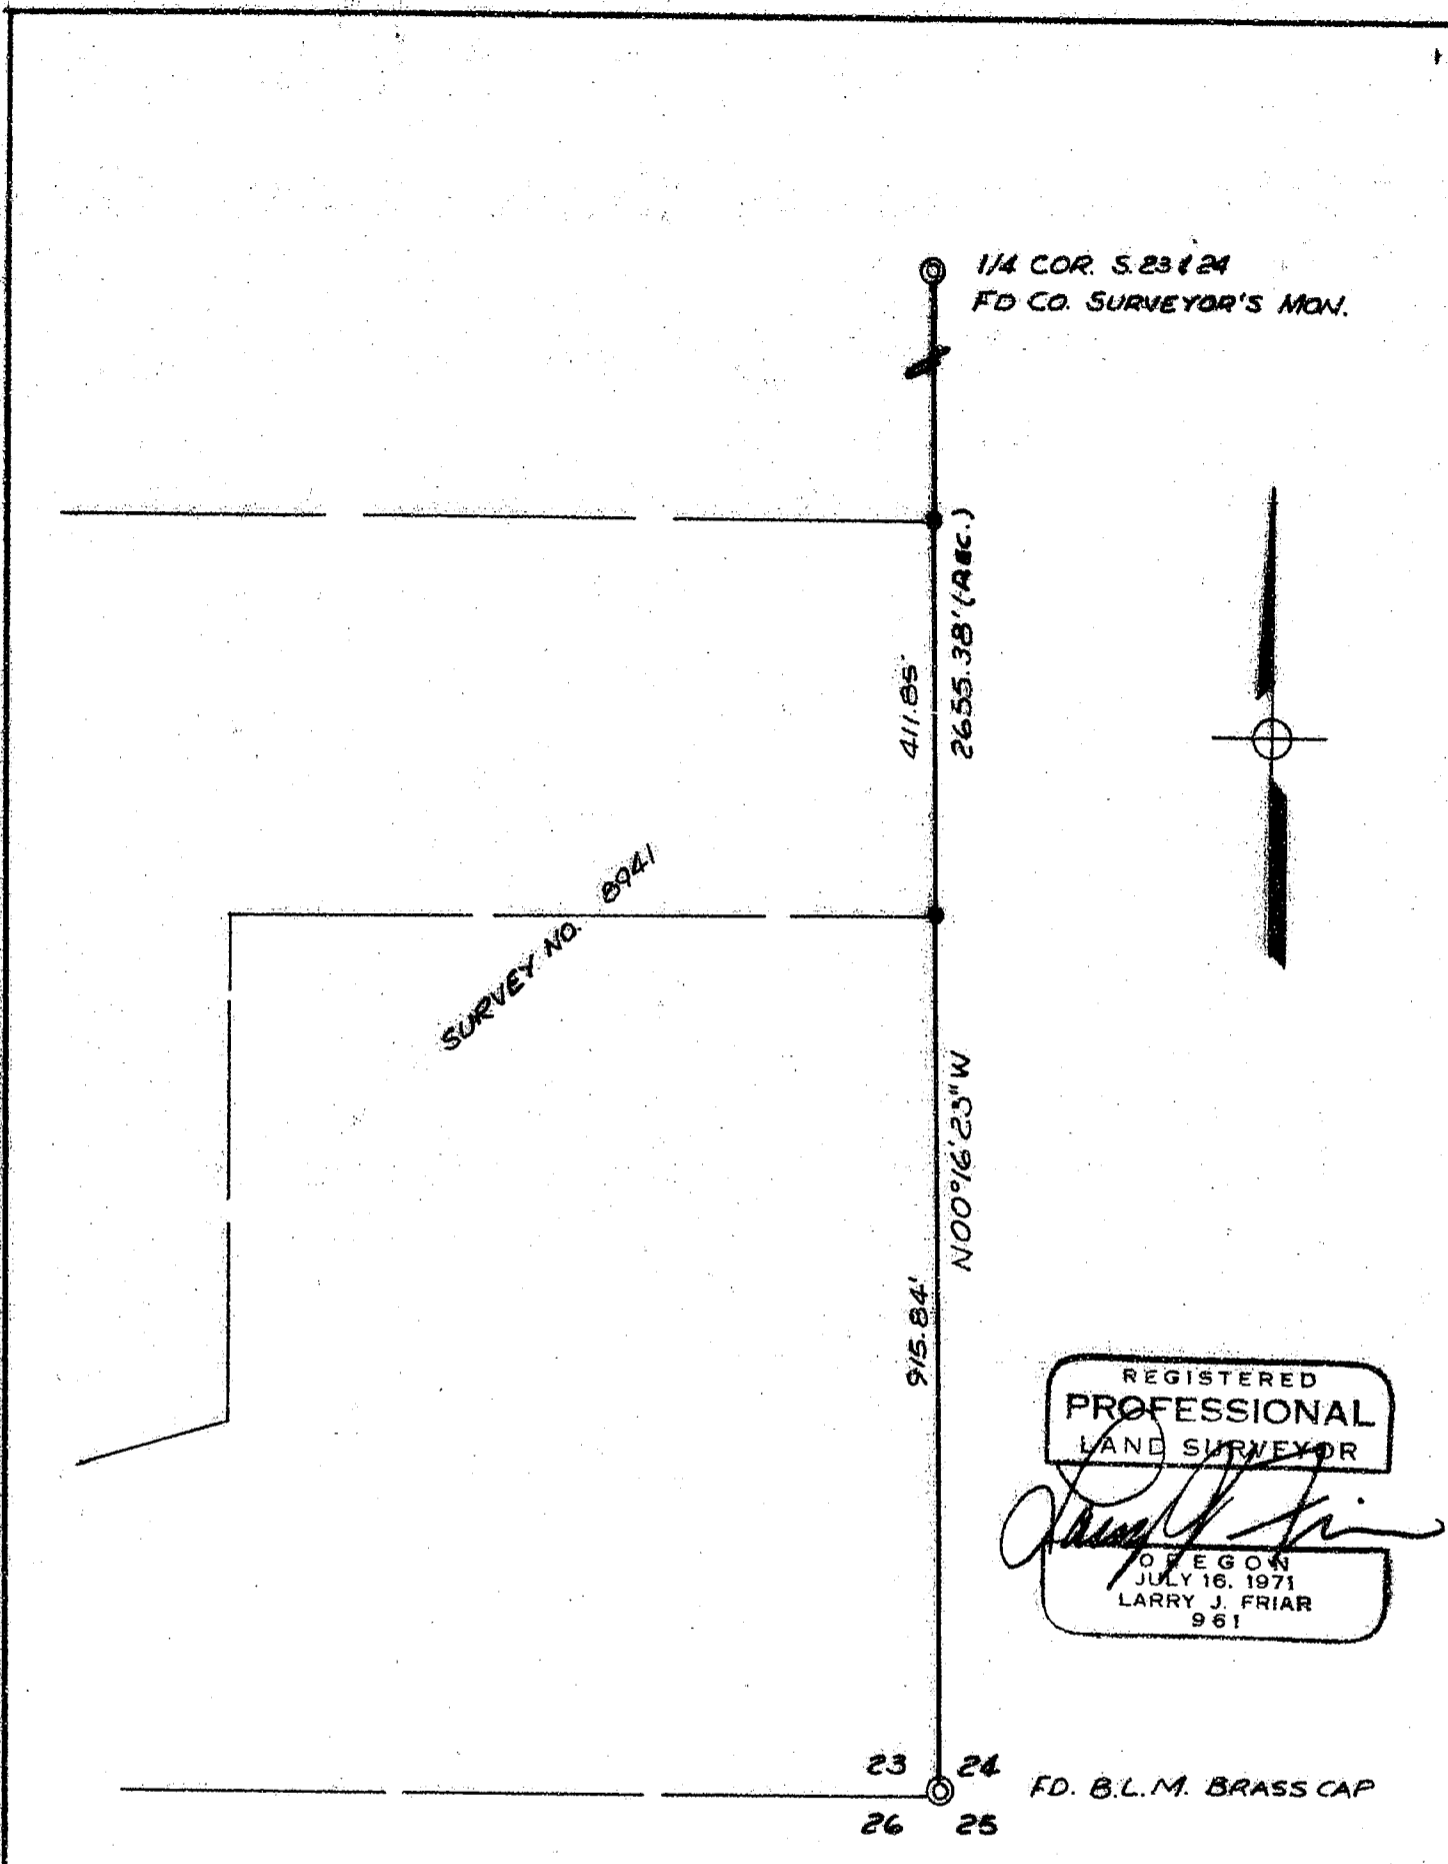 1/4 COR. S. 23 & 24
FD CO. SURVEYOR'S MON.
411.85'
2655.38' (REC.)
SURVEY NO. 8941
N00°16'23"W
915.84'
REGISTERED
PROFESSIONAL
LAND SURVEYOR
Larry J. Friar
OREGON
JULY 16. 1971
LARRY J. FRIAR
961
23 24
FD. B.L.M. BRASS CAP
26 25